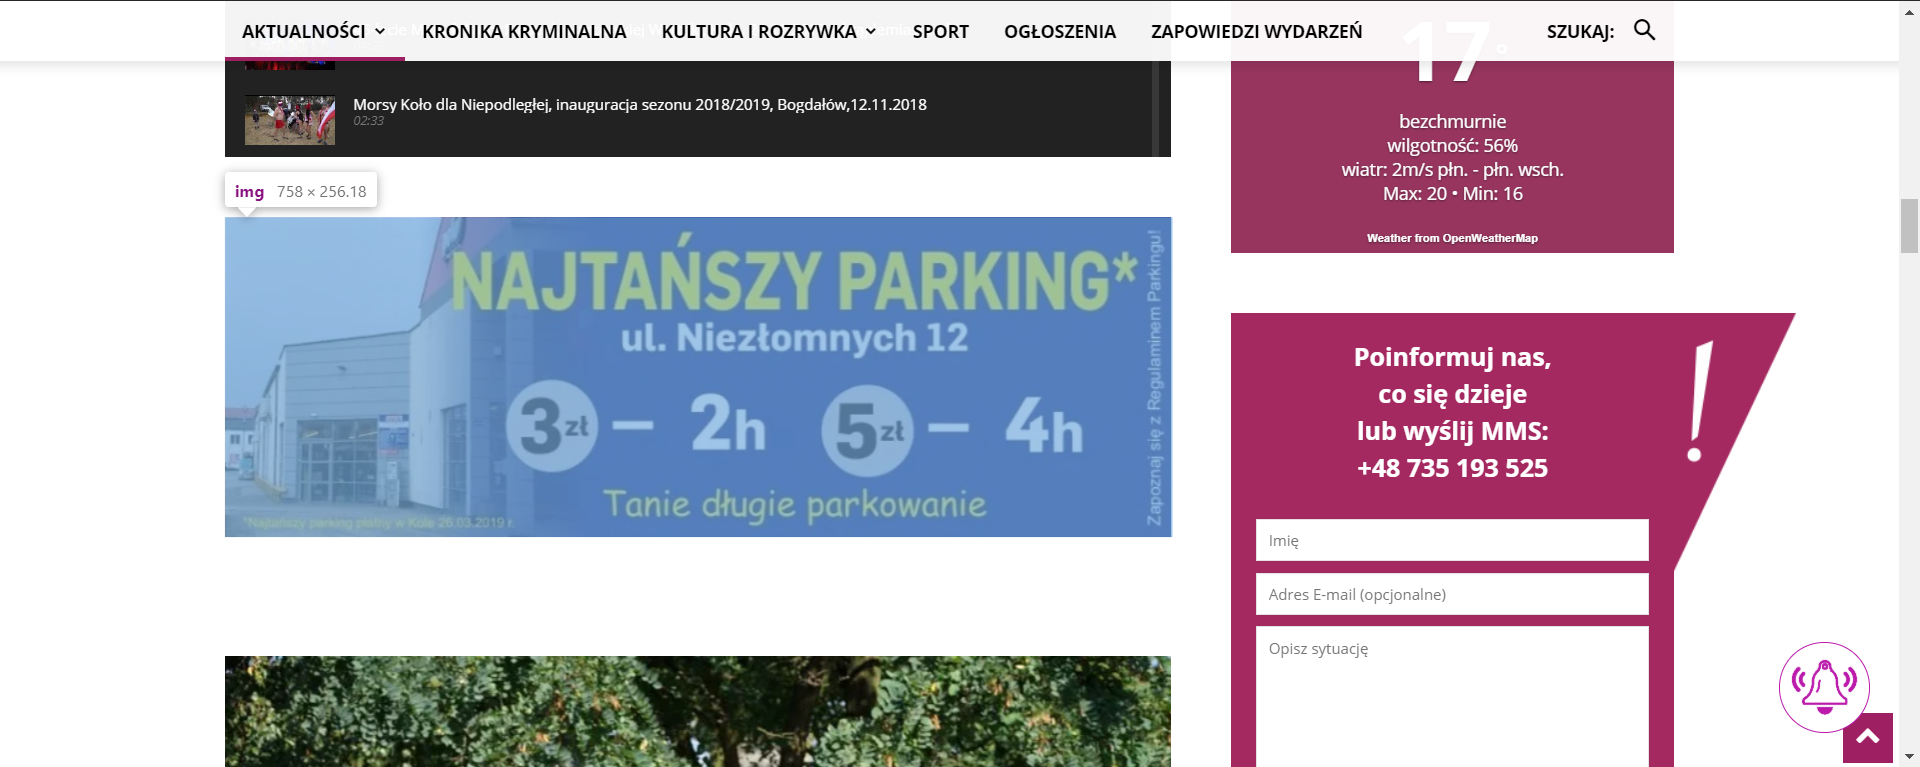 AKTUALNOŚCI
KRONIKA KRYMINALNA
KULTURA I ROZRYWKA
SPORT
OGŁOSZENIA
ZAPOWIEDZI WYDARZEŃ
SZUKAJ:
Morsy Koło dla Niepodległej, inauguracja sezonu 2018/2019, Bogdałów,12.11.2018
02:33
img 758 × 256.18
NAJTAŃSZY PARKING*
ul. Niezłomnych 12
3zł – 2h 5zł – 4h
Tanie długie parkowanie
*Najtańszy parking płatny w Kole 26.03.2019 r.
Zapoznaj się z Regulaminem Parkingu!
17°
bezchmurnie
wilgotność: 56%
wiatr: 2m/s płn. - płn. wsch.
Max: 20 • Min: 16
Weather from OpenWeatherMap
Poinformuj nas,
co się dzieje
lub wyślij MMS:
+48 735 193 525
!
Imię
Adres E-mail (opcjonalne)
Opisz sytuację